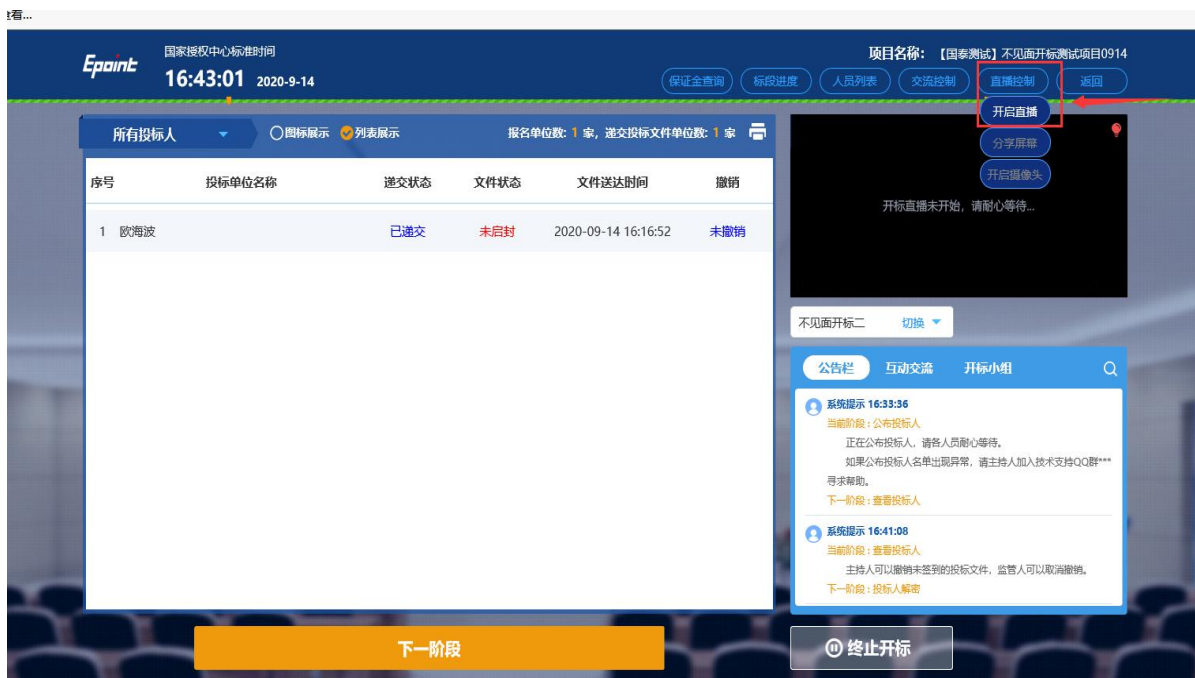 查看...
Epoint
国家授权中心标准时间
16:43:01 2020-9-14
项目名称: 【国泰测试】不见面开标测试项目0914
保证金查询 标段进度 人员列表 交流控制 直播控制 返回
开启直播
分享屏幕
开启摄像头
所有投标人 图标展示 列表展示 报名单位数: 1 家, 递交投标文件单位数: 1 家
序号 投标单位名称 递交状态 文件状态 文件送达时间 撤销
1 欧海波 已递交 未启封 2020-09-14 16:16:52 未撤销
开标直播未开始, 请耐心等待...
不见面开标二 切换
公告栏 互动交流 开标小组
系统提示 16:33:36
当前阶段 : 公布投标人
正在公布投标人, 请各人员耐心等待。
如果公布投标人名单出现异常, 请主持人加入技术支持QQ群***
寻求帮助。
下一阶段 : 查看投标人
系统提示 16:41:08
当前阶段 : 查看投标人
主持人可以撤销未签到的投标文件, 监管人可以取消撤销。
下一阶段 : 投标人解密
下一阶段
终止开标